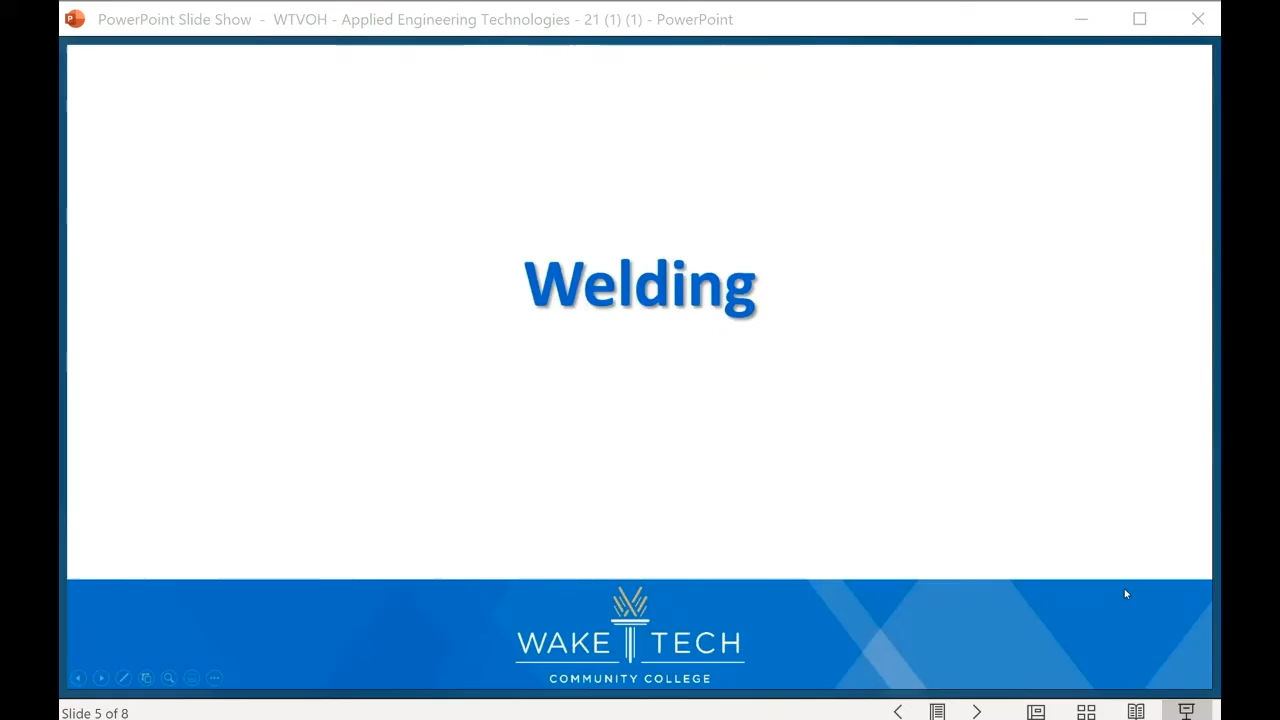 PowerPoint Slide Show - WTVOH - Applied Engineering Technologies - 21 (1) (1) - PowerPoint
Welding
WAKE TECH
COMMUNITY COLLEGE
Slide 5 of 8